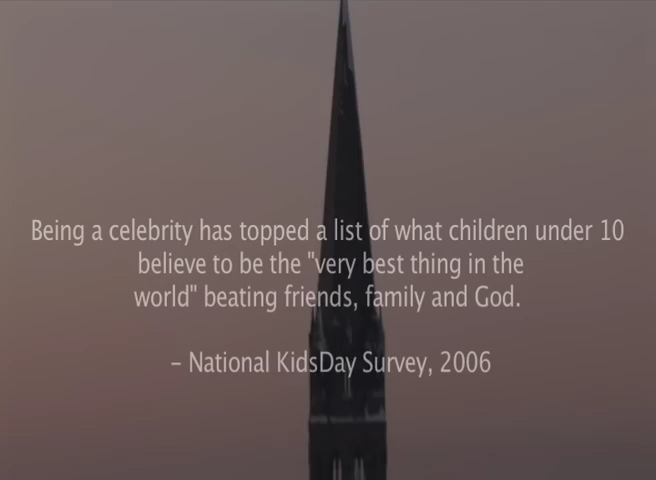 Being a celebrity has topped a list of what children under 10
believe to be the "very best thing in the
world" beating friends, family and God.
– National KidsDay Survey, 2006